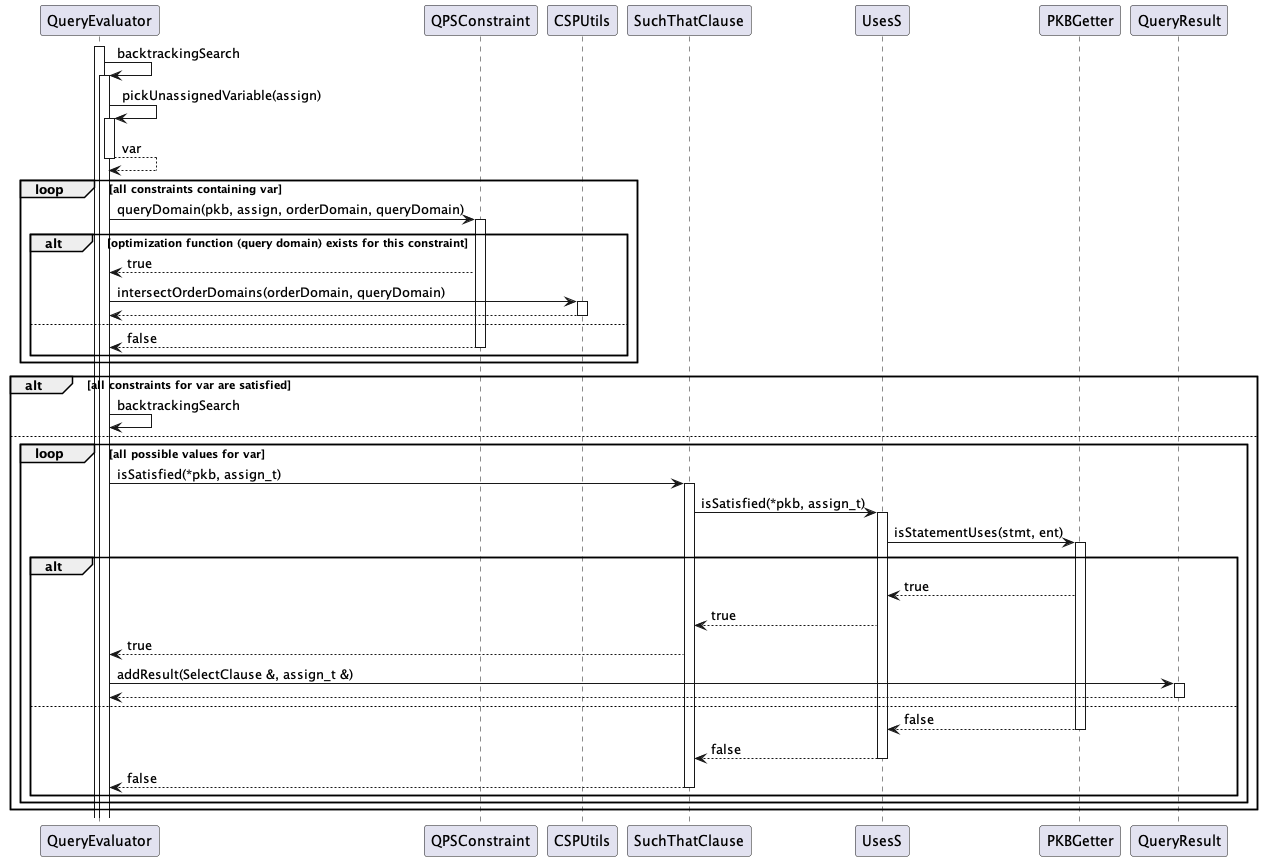 QueryEvaluator QPSConstraint CSPUtils SuchThatClause UsesS PKBGetter QueryResult
backtrackingSearch
pickUnassignedVariable(assign)
var
loop [all constraints containing var]
queryDomain(pkb, assign, orderDomain, queryDomain)
alt [optimization function (query domain) exists for this constraint]
true
intersectOrderDomains(orderDomain, queryDomain)
false
alt [all constraints for var are satisfied]
backtrackingSearch
loop [all possible values for var]
isSatisfied(*pkb, assign_t)
isSatisfied(*pkb, assign_t)
isStatementUses(stmt, ent)
alt
true
true
true
addResult(SelectClause &, assign_t &)
false
false
false
QueryEvaluator QPSConstraint CSPUtils SuchThatClause UsesS PKBGetter QueryResult